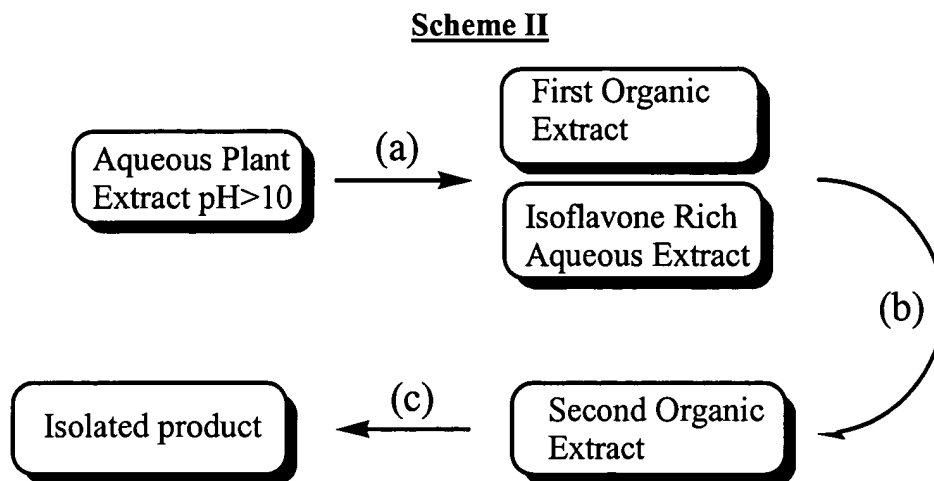 Scheme II
Aqueous Plant
Extract pH>10
(a)
First Organic
Extract
Isoflavone Rich
Aqueous Extract
(b)
Second Organic
Extract
(c)
Isolated product